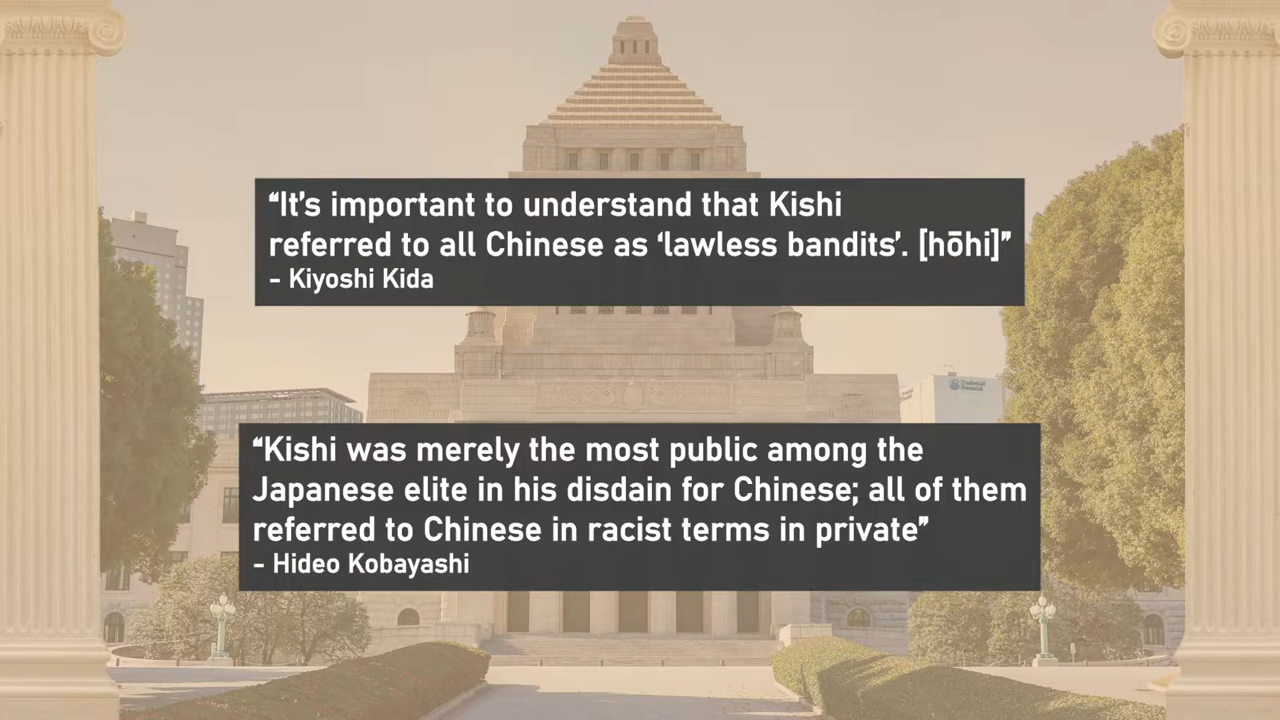 “It’s important to understand that Kishi
referred to all Chinese as ‘lawless bandits’. [hōhi]”
- Kiyoshi Kida
Prudential
Financial
“Kishi was merely the most public among the
Japanese elite in his disdain for Chinese; all of them
referred to Chinese in racist terms in private”
- Hideo Kobayashi